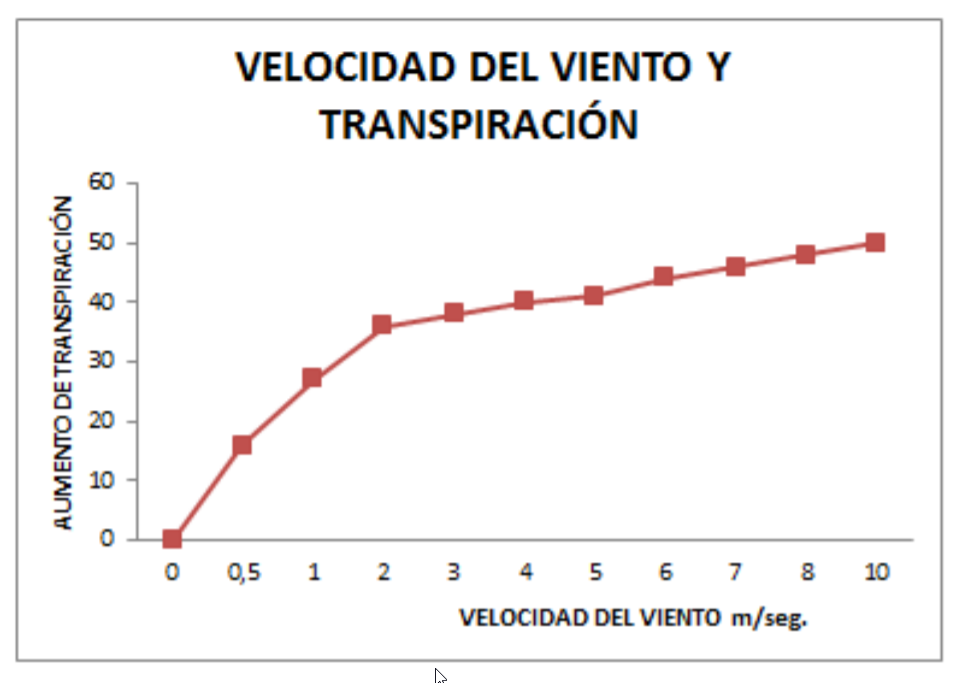 VELOCIDAD DEL VIENTO Y
TRANSPIRACIÓN
AUMENTO DE TRANSPIRACIÓN
60
50
40
30
20
10
0
0 0,5 1 2 3 4 5 6 7 8 10
VELOCIDAD DEL VIENTO m/seg.